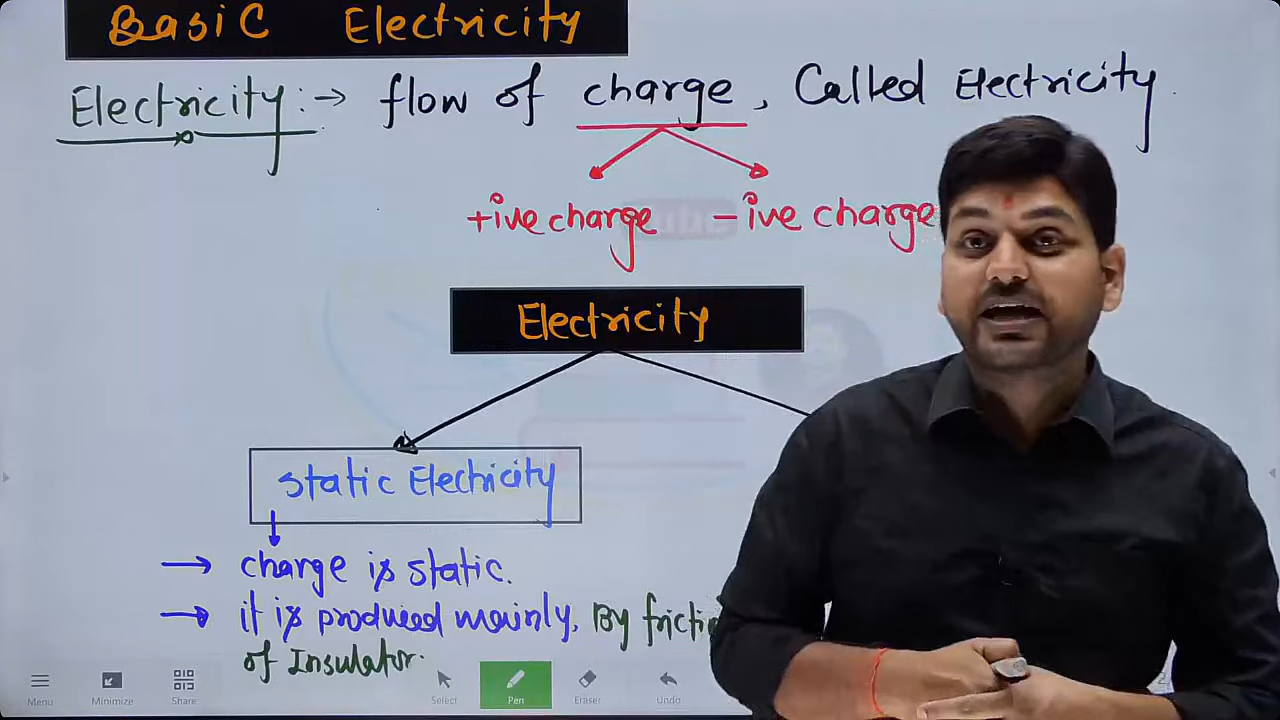 Basic Electricity
Electricity:→ flow of charge, Called Electricity.
+ive charge -ive charge
Electricity
Static Electricity
→ charge is static.
→ it is produced mainly, By frictio
of Insulator.
Menu Minimize Share Select Pen Eraser Undo